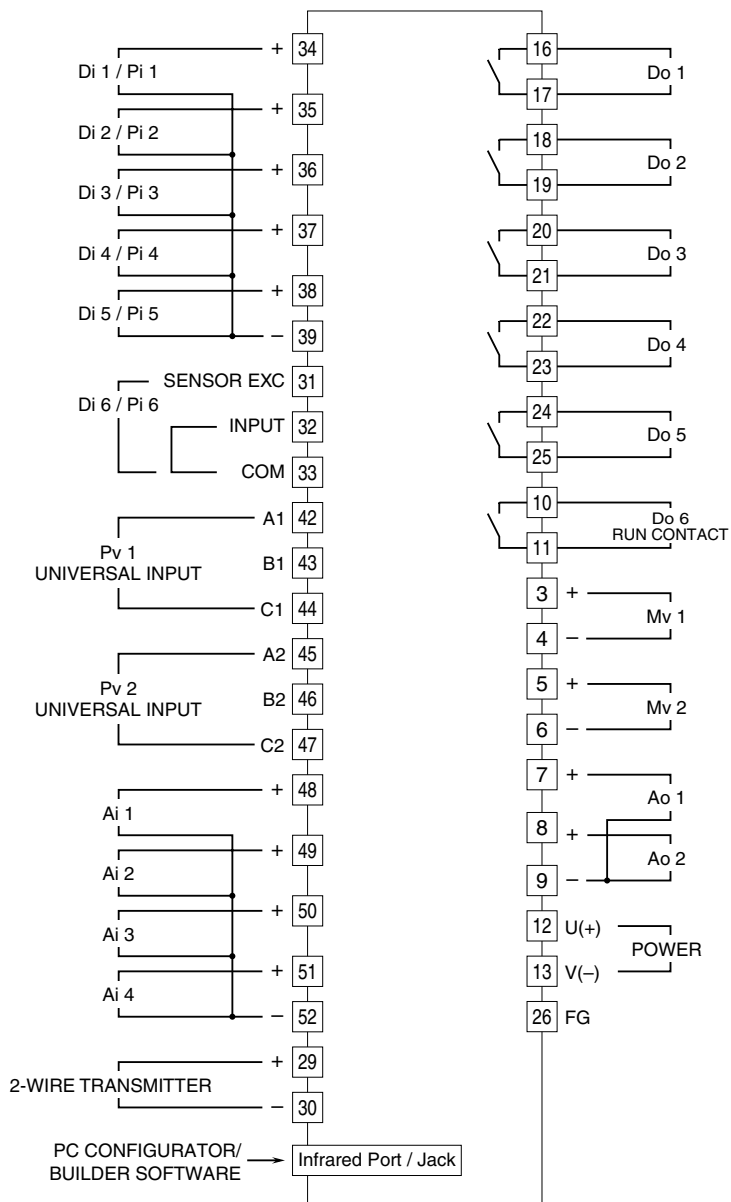 Di 1 / Pi 1
+ 34
Di 2 / Pi 2
+ 35
Di 3 / Pi 3
+ 36
Di 4 / Pi 4
+ 37
Di 5 / Pi 5
+ 38
– 39
Di 6 / Pi 6
SENSOR EXC 31
INPUT 32
COM 33
Pv 1
UNIVERSAL INPUT
A1 42
B1 43
C1 44
Pv 2
UNIVERSAL INPUT
A2 45
B2 46
C2 47
Ai 1
+ 48
Ai 2
+ 49
Ai 3
+ 50
Ai 4
+ 51
– 52
2-WIRE TRANSMITTER
+ 29
– 30
PC CONFIGURATOR/
BUILDER SOFTWARE
Infrared Port / Jack
16
17
Do 1
18
19
Do 2
20
21
Do 3
22
23
Do 4
24
25
Do 5
10
11
Do 6
RUN CONTACT
3 +
4 –
Mv 1
5 +
6 –
Mv 2
7 +
Ao 1
8 +
9 –
Ao 2
12 U(+)
13 V(–)
POWER
26 FG